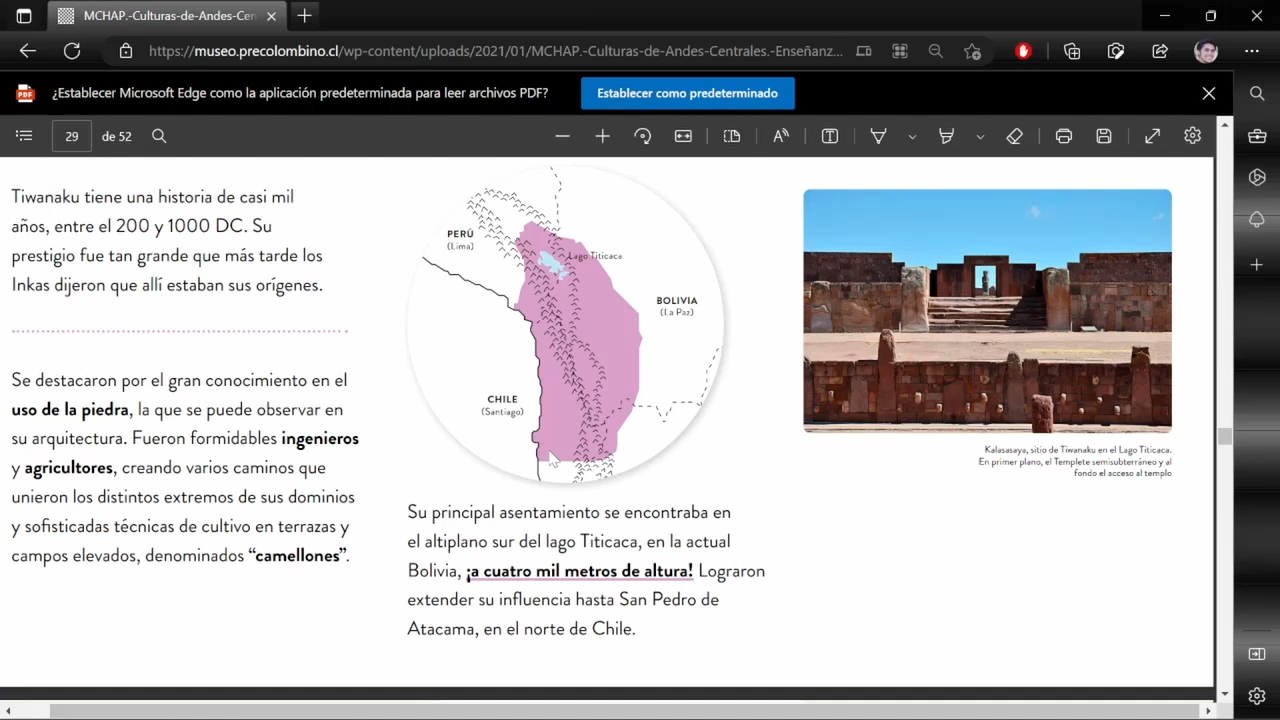 MCHAP.-Culturas-de-Andes-Cen
https://museo.precolombino.cl/wp-content/uploads/2021/01/MCHAP.-Culturas-de-Andes-Centrales.-Enseñanz...
PDF
¿Establecer Microsoft Edge como la aplicación predeterminada para leer archivos PDF?
Establecer como predeterminado
29 de 52
Tiwanaku tiene una historia de casi mil
años, entre el 200 y 1000 DC. Su
prestigio fue tan grande que más tarde los
Inkas dijeron que allí estaban sus orígenes.
Se destacaron por el gran conocimiento en el
uso de la piedra, la que se puede observar en
su arquitectura. Fueron formidables ingenieros
y agricultores, creando varios caminos que
unieron los distintos extremos de sus dominios
y sofisticadas técnicas de cultivo en terrazas y
campos elevados, denominados “camellones”.
PERÚ
(Lima)
Lago Titicaca
BOLIVIA
(La Paz)
CHILE
(Santiago)
Su principal asentamiento se encontraba en
el altiplano sur del lago Titicaca, en la actual
Bolivia, ¡a cuatro mil metros de altura! Lograron
extender su influencia hasta San Pedro de
Atacama, en el norte de Chile.
Kalasasaya, sitio de Tiwanaku en el Lago Titicaca.
En primer plano, el Templete semisubterráneo y al
fondo el acceso al templo